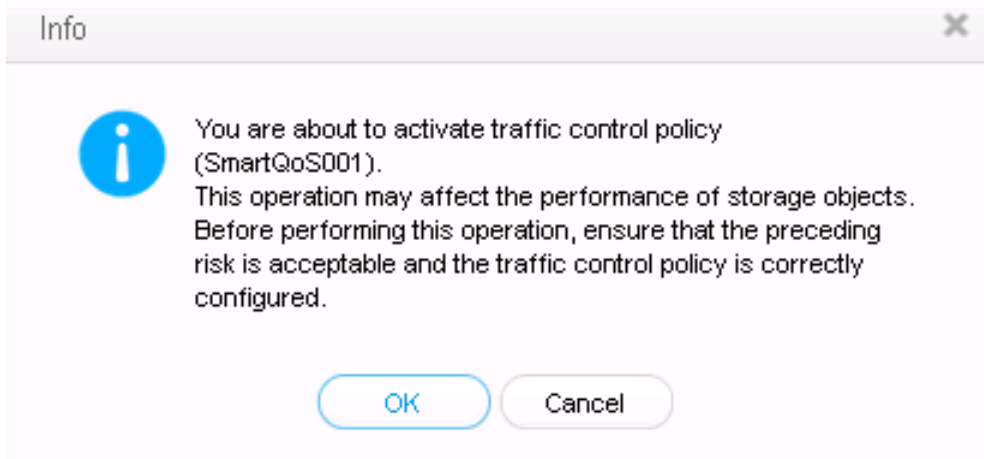 Info
You are about to activate traffic control policy
(SmartQoS001).
This operation may affect the performance of storage objects.
Before performing this operation, ensure that the preceding
risk is acceptable and the traffic control policy is correctly
configured.
OK
Cancel